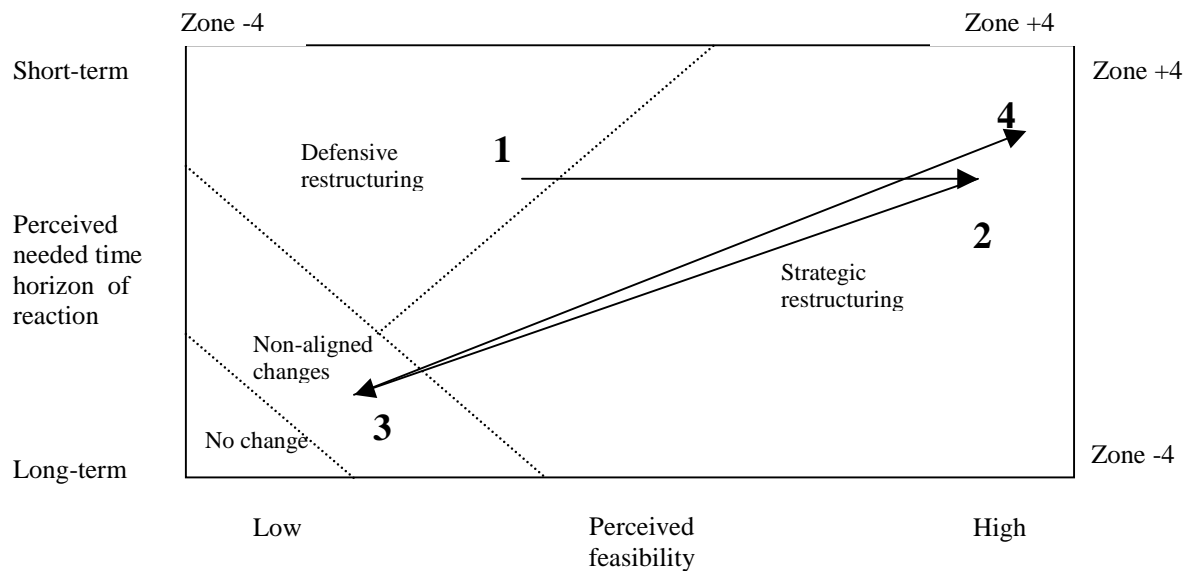 Zone -4
Zone +4
Short-term
Zone +4
4
1
Defensive
restructuring
Perceived
needed time
horizon of
reaction
2
Strategic
restructuring
Non-aligned
changes
3
No change
Long-term
Zone -4
Low
Perceived
feasibility
High